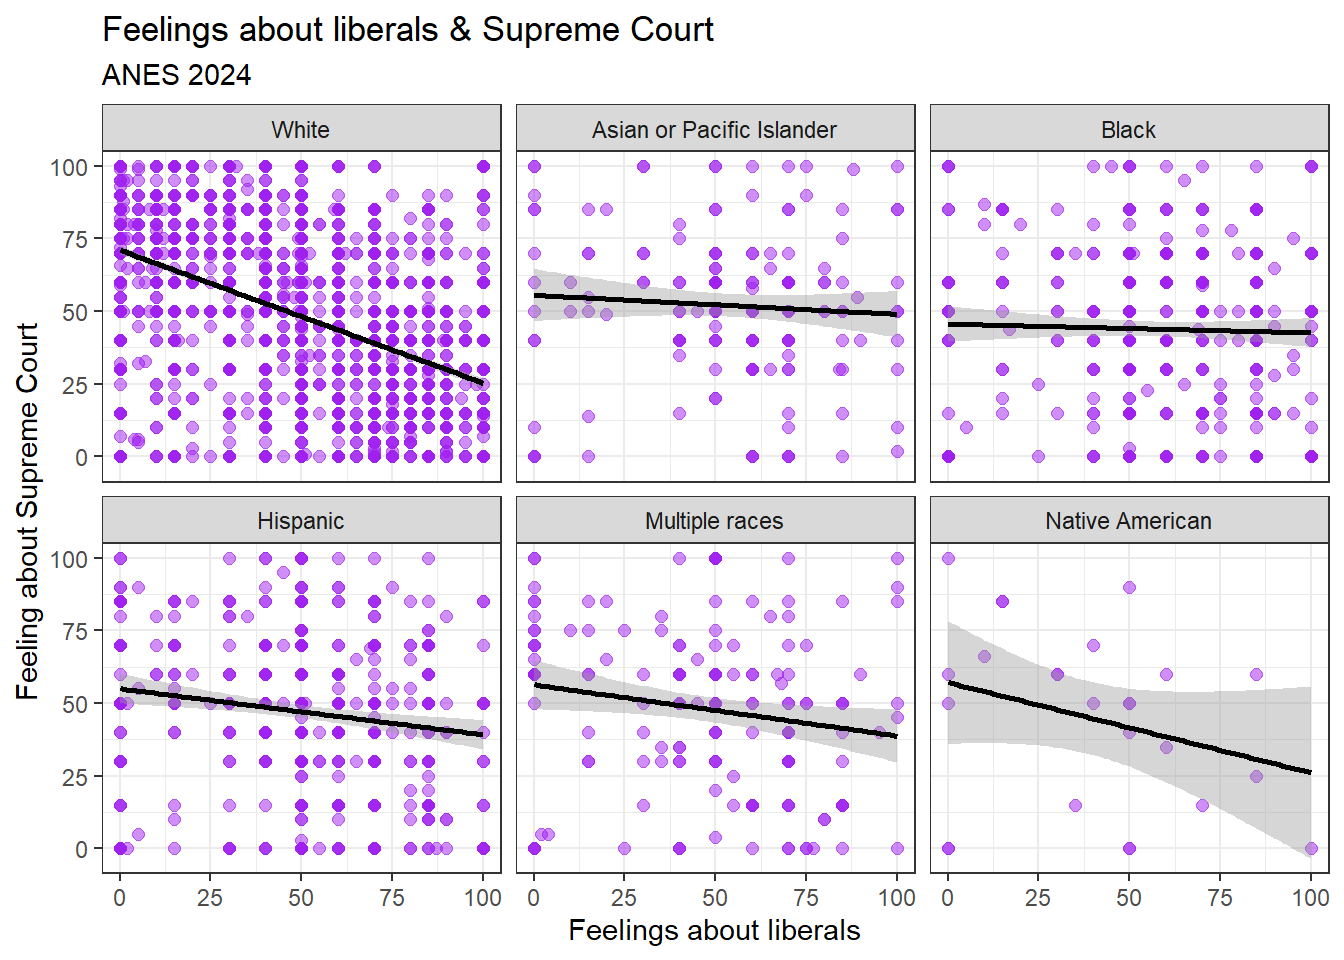 Feelings about liberals & Supreme Court
ANES 2024
White
Asian or Pacific Islander
Black
100
75
50
25
0
Feeling about Supreme Court
Hispanic
Multiple races
Native American
100
75
50
25
0
0 25 50 75 100 0 25 50 75 100 0 25 50 75 100
Feelings about liberals